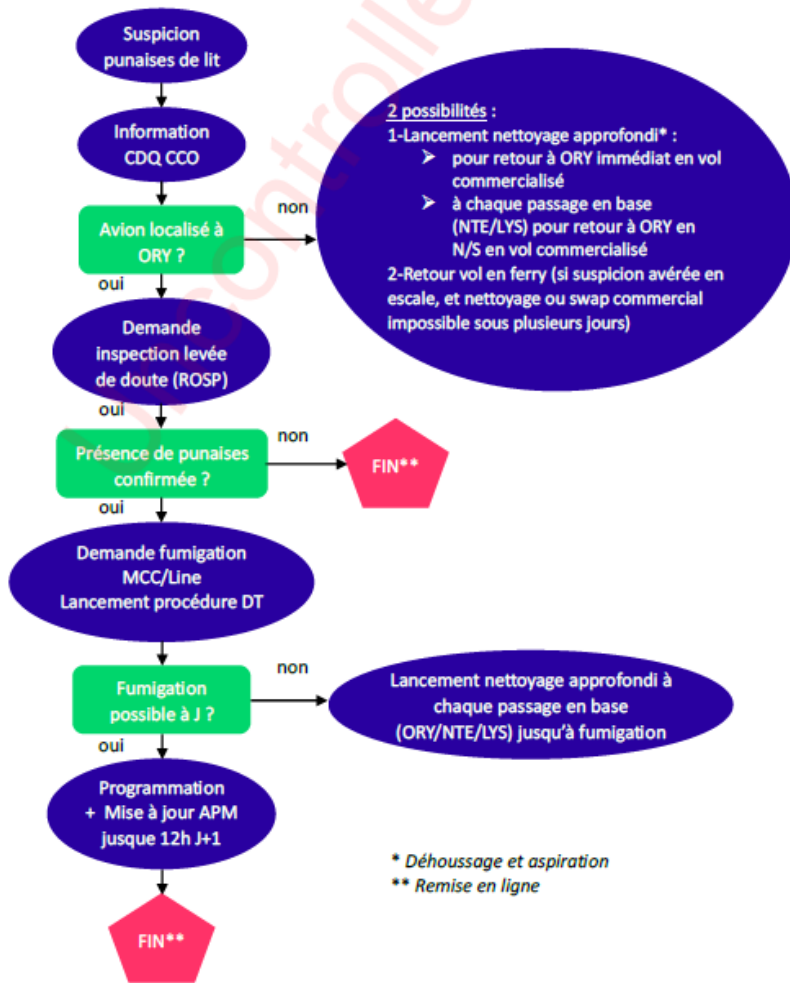 Suspicion
punaises de lit
Information
CDQ CCO
Avion localisé à
ORY ?
non
oui
2 possibilités :
1-Lancement nettoyage approfondi* :
➢ pour retour à ORY immédiat en vol
commercialisé
➢ à chaque passage en base
(NTE/LYS) pour retour à ORY en
N/S en vol commercialisé
2-Retour vol en ferry (si suspicion avérée en
escale, et nettoyage ou swap commercial
impossible sous plusieurs jours)
Demande
inspection levée
de doute (ROSP)
oui
Présence de punaises
confirmée ?
non
FIN**
oui
Demande fumigation
MCC/Line
Lancement procédure DT
Fumigation
possible à J ?
non
Lancement nettoyage approfondi à
chaque passage en base
(ORY/NTE/LYS) jusqu'à fumigation
oui
Programmation
+ Mise à jour APM
jusque 12h J+1
* Déhoussage et aspiration
** Remise en ligne
FIN**
Uncontrolle